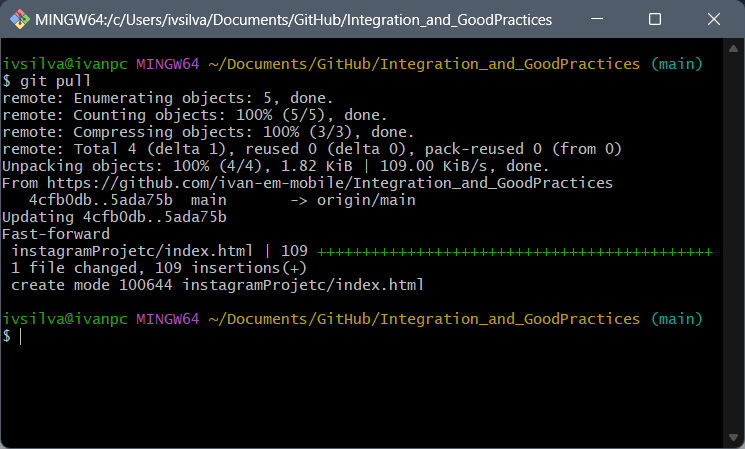 MINGW64:/c/Users/ivsilva/Documents/GitHub/Integration_and_GoodPractices
ivsilva@ivanpc MINGW64 ~/Documents/GitHub/Integration_and_GoodPractices (main)
$ git pull
remote: Enumerating objects: 5, done.
remote: Counting objects: 100% (5/5), done.
remote: Compressing objects: 100% (3/3), done.
remote: Total 4 (delta 1), reused 0 (delta 0), pack-reused 0 (from 0)
Unpacking objects: 100% (4/4), 1.82 KiB | 109.00 KiB/s, done.
From https://github.com/ivan-em-mobile/Integration_and_GoodPractices
   4cfb0db..5ada75b  main       -> origin/main
Updating 4cfb0db..5ada75b
Fast-forward
 instagramProjetc/index.html | 109 ++++++++++++++++++++++++++++++++++++++++++++
 1 file changed, 109 insertions(+)
 create mode 100644 instagramProjetc/index.html
ivsilva@ivanpc MINGW64 ~/Documents/GitHub/Integration_and_GoodPractices (main)
$